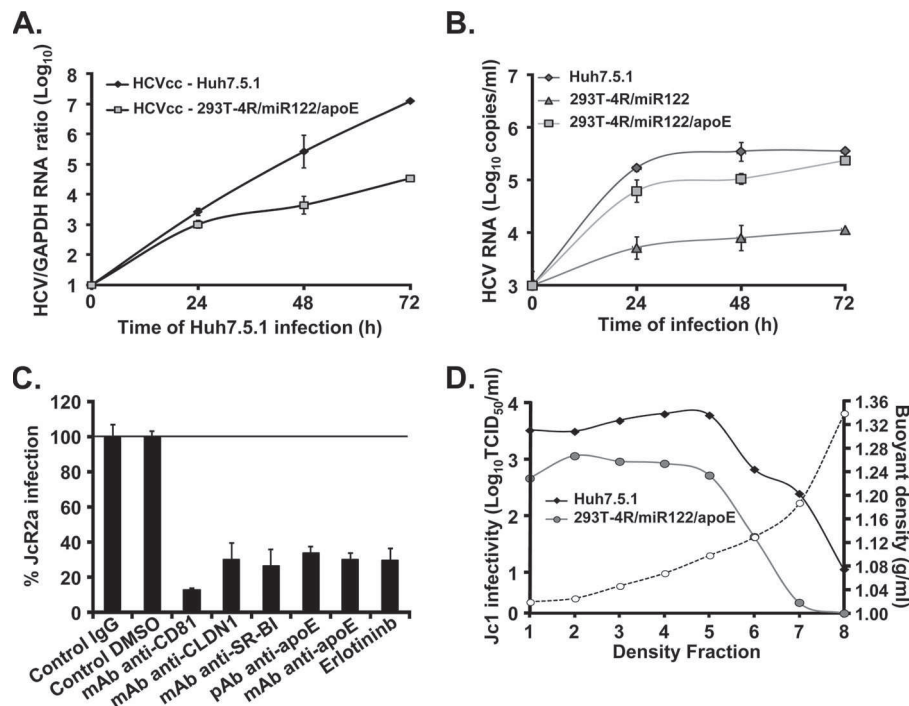 A.
HCV/GAPDH RNA ratio (Log10)
8
7
6
5
4
3
2
1
HCVcc - Huh7.5.1
HCVcc - 293T-4R/miR122/apoE
0
24
48
72
Time of Huh7.5.1 infection (h)
B.
HCV RNA (Log10 copies/ml)
7
6
5
4
3
Huh7.5.1
293T-4R/miR122
293T-4R/miR122/apoE
0
24
48
72
Time of infection (h)
C.
% JcR2a infection
120
100
80
60
40
20
0
Control IgG
Control DMSO
mAb anti-CD81
mAb anti-CLDN1
mAb anti-SR-BI
pAb anti-apoE
mAb anti-apoE
Erlotininb
D.
Jc1 infectivity (Log10TCID50/ml)
4
3
2
1
0
Huh7.5.1
293T-4R/miR122/apoE
1
2
3
4
5
6
7
8
Density Fraction
1.36
1.32
1.28
1.24
1.20
1.16
1.12
1.08
1.04
1.00
Buoyant density (g/ml)